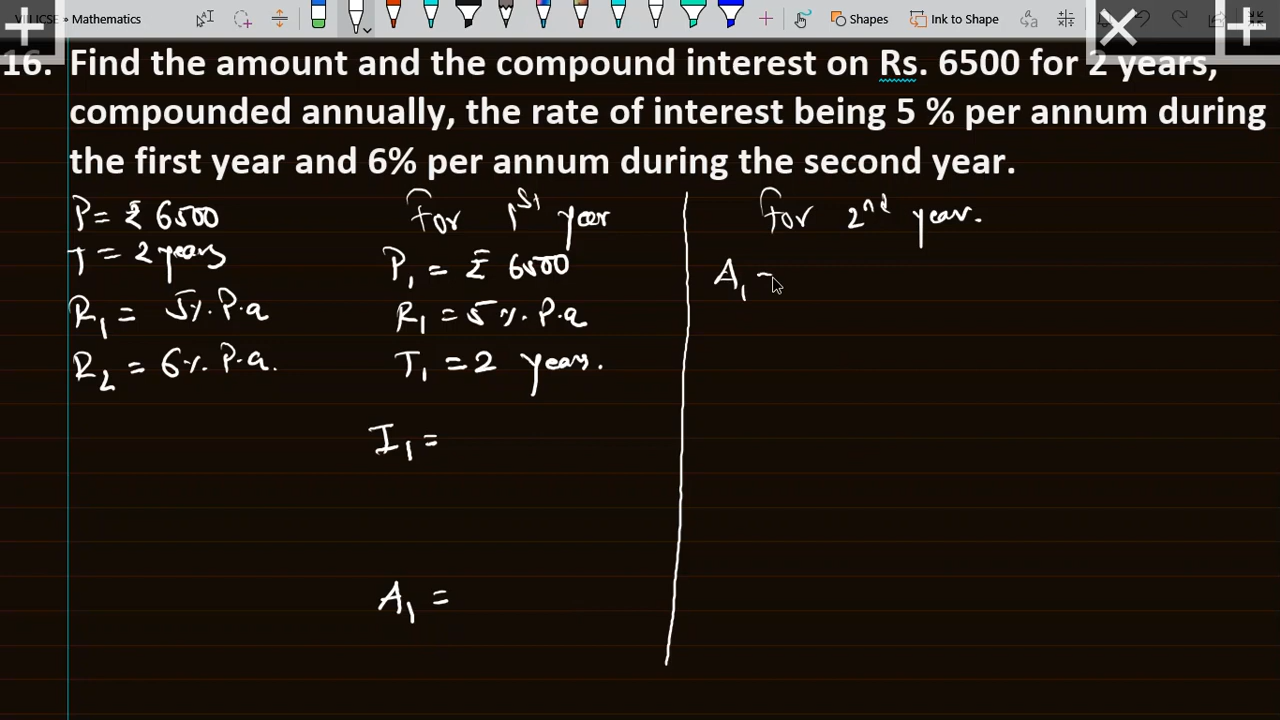 VIII ICSE » Mathematics
Shapes
Ink to Shape
16. Find the amount and the compound interest on Rs. 6500 for 2 years,
compounded annually, the rate of interest being 5 % per annum during
the first year and 6% per annum during the second year.
P = ₹ 6500
T = 2 years
R₁ = 5%. P.a
R₂ = 6%. P.a.
For 1st year
P₁ = ₹ 6500
R₁ = 5%. P.a
T₁ = 2 years.
I₁ =
A₁ =
for 2nd year.
A₁ =